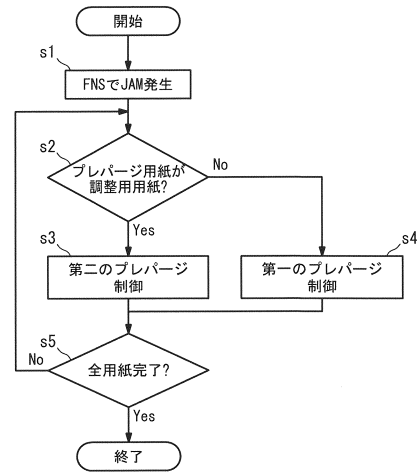 開始
s1
FNSでJAM発生
s2
プレパージ用紙が
調整用用紙?
No
Yes
s3
第二のプレパージ
制御
s4
第一のプレパージ
制御
s5
全用紙完了?
No
Yes
終了